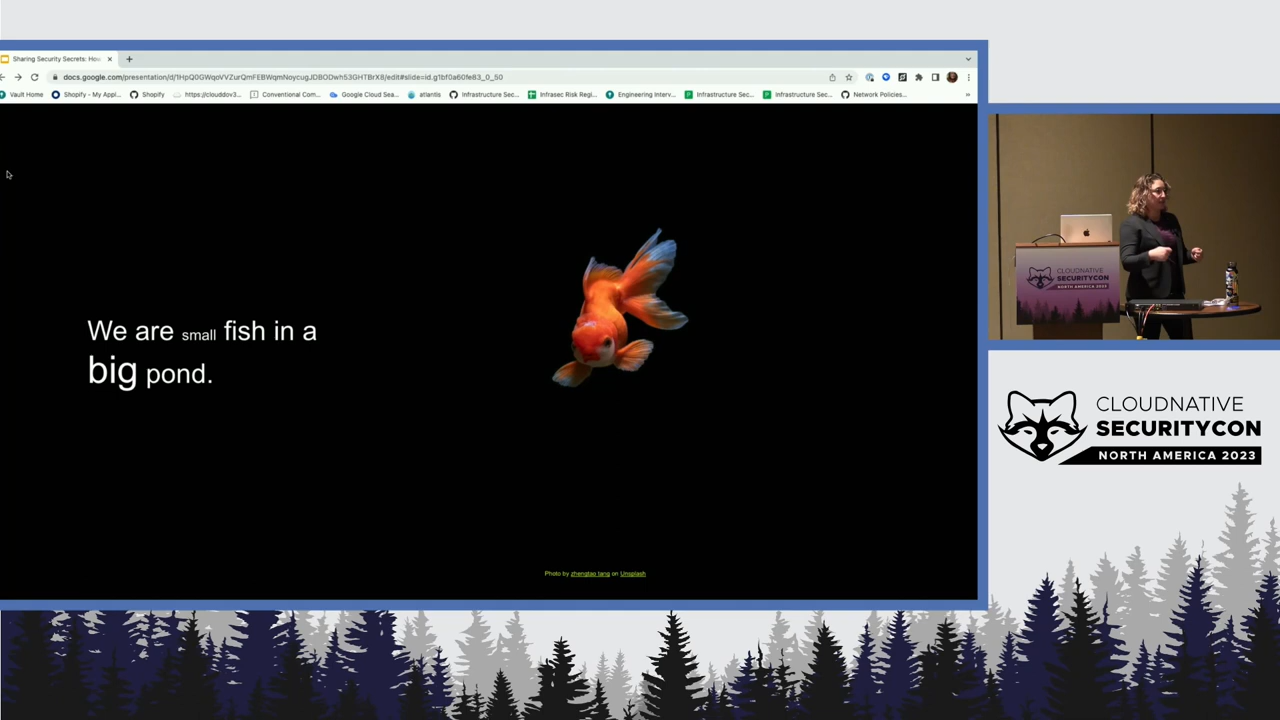 Sharing Security Secrets: How
docs.google.com/presentation/d/1HpQ0GWqoVVZurQmFEBWqmNoycugJDBODwh53GHTBrX8/edit#slide=id.g1bf0a60fe83_0_50
Vault Home
Shopify - My Appl...
Shopify
https://clouddov3...
Conventional Com...
Google Cloud Sea...
atlantis
Infrastructure Sec...
Infrasec Risk Regi...
Engineering Interv...
Infrastructure Sec...
Infrastructure Sec...
Network Policies...
We are small fish in a
big pond.
Photo by zhengtao tang on Unsplash
CLOUDNATIVE
SECURITYCON
NORTH AMERICA 2023
CLOUDNATIVE
SECURITYCON
NORTH AMERICA 2023